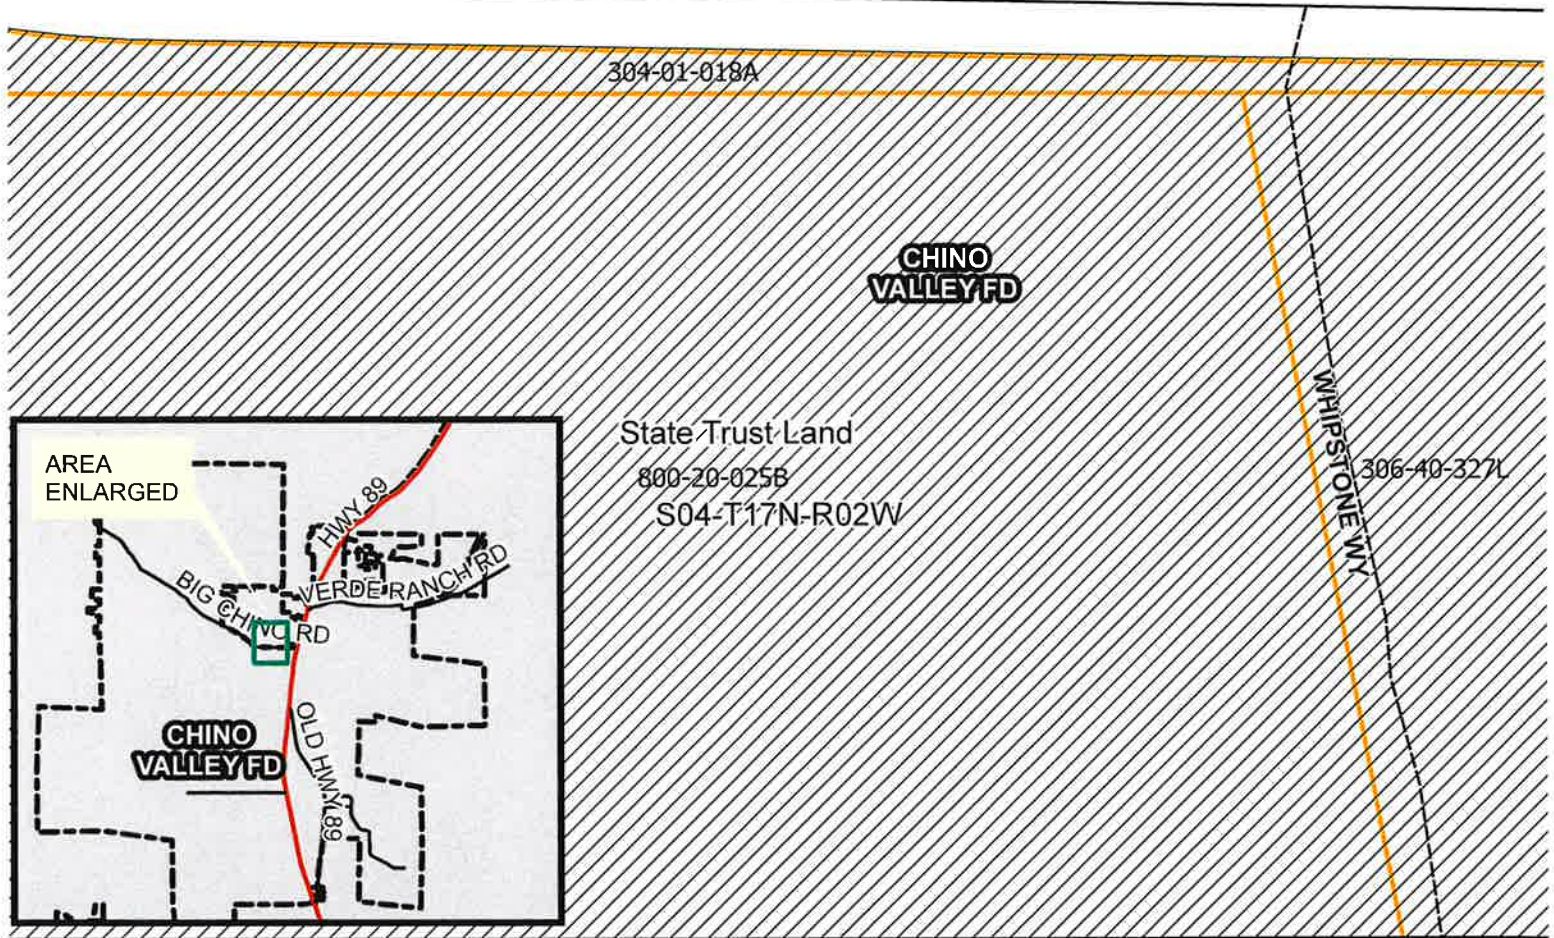 304-01-018A
CHINO
VALLEY FD
State Trust Land
800-20-025B
S04-T17N-R02W
WHIPSTONE WY
306-40-327L
AREA
ENLARGED
HWY 89
VERDE RANCH RD
BIG CHINO RD
OLD HWY 89
CHINO
VALLEY FD